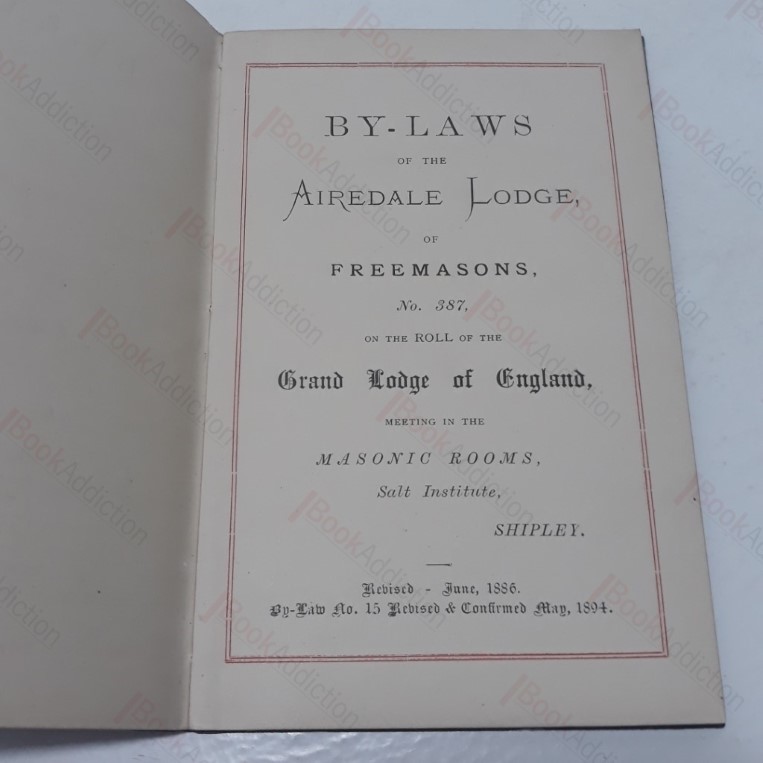 BY-LAWS
OF THE
AIREDALE LODGE,
OF
FREEMASONS,
No. 387,
ON THE ROLL OF THE
Grand Lodge of England,
MEETING IN THE
MASONIC ROOMS,
Salt Institute,
SHIPLEY.
Revised - June, 1886.
By-Law No. 15 Revised & Confirmed May, 1894.
BookAddiction